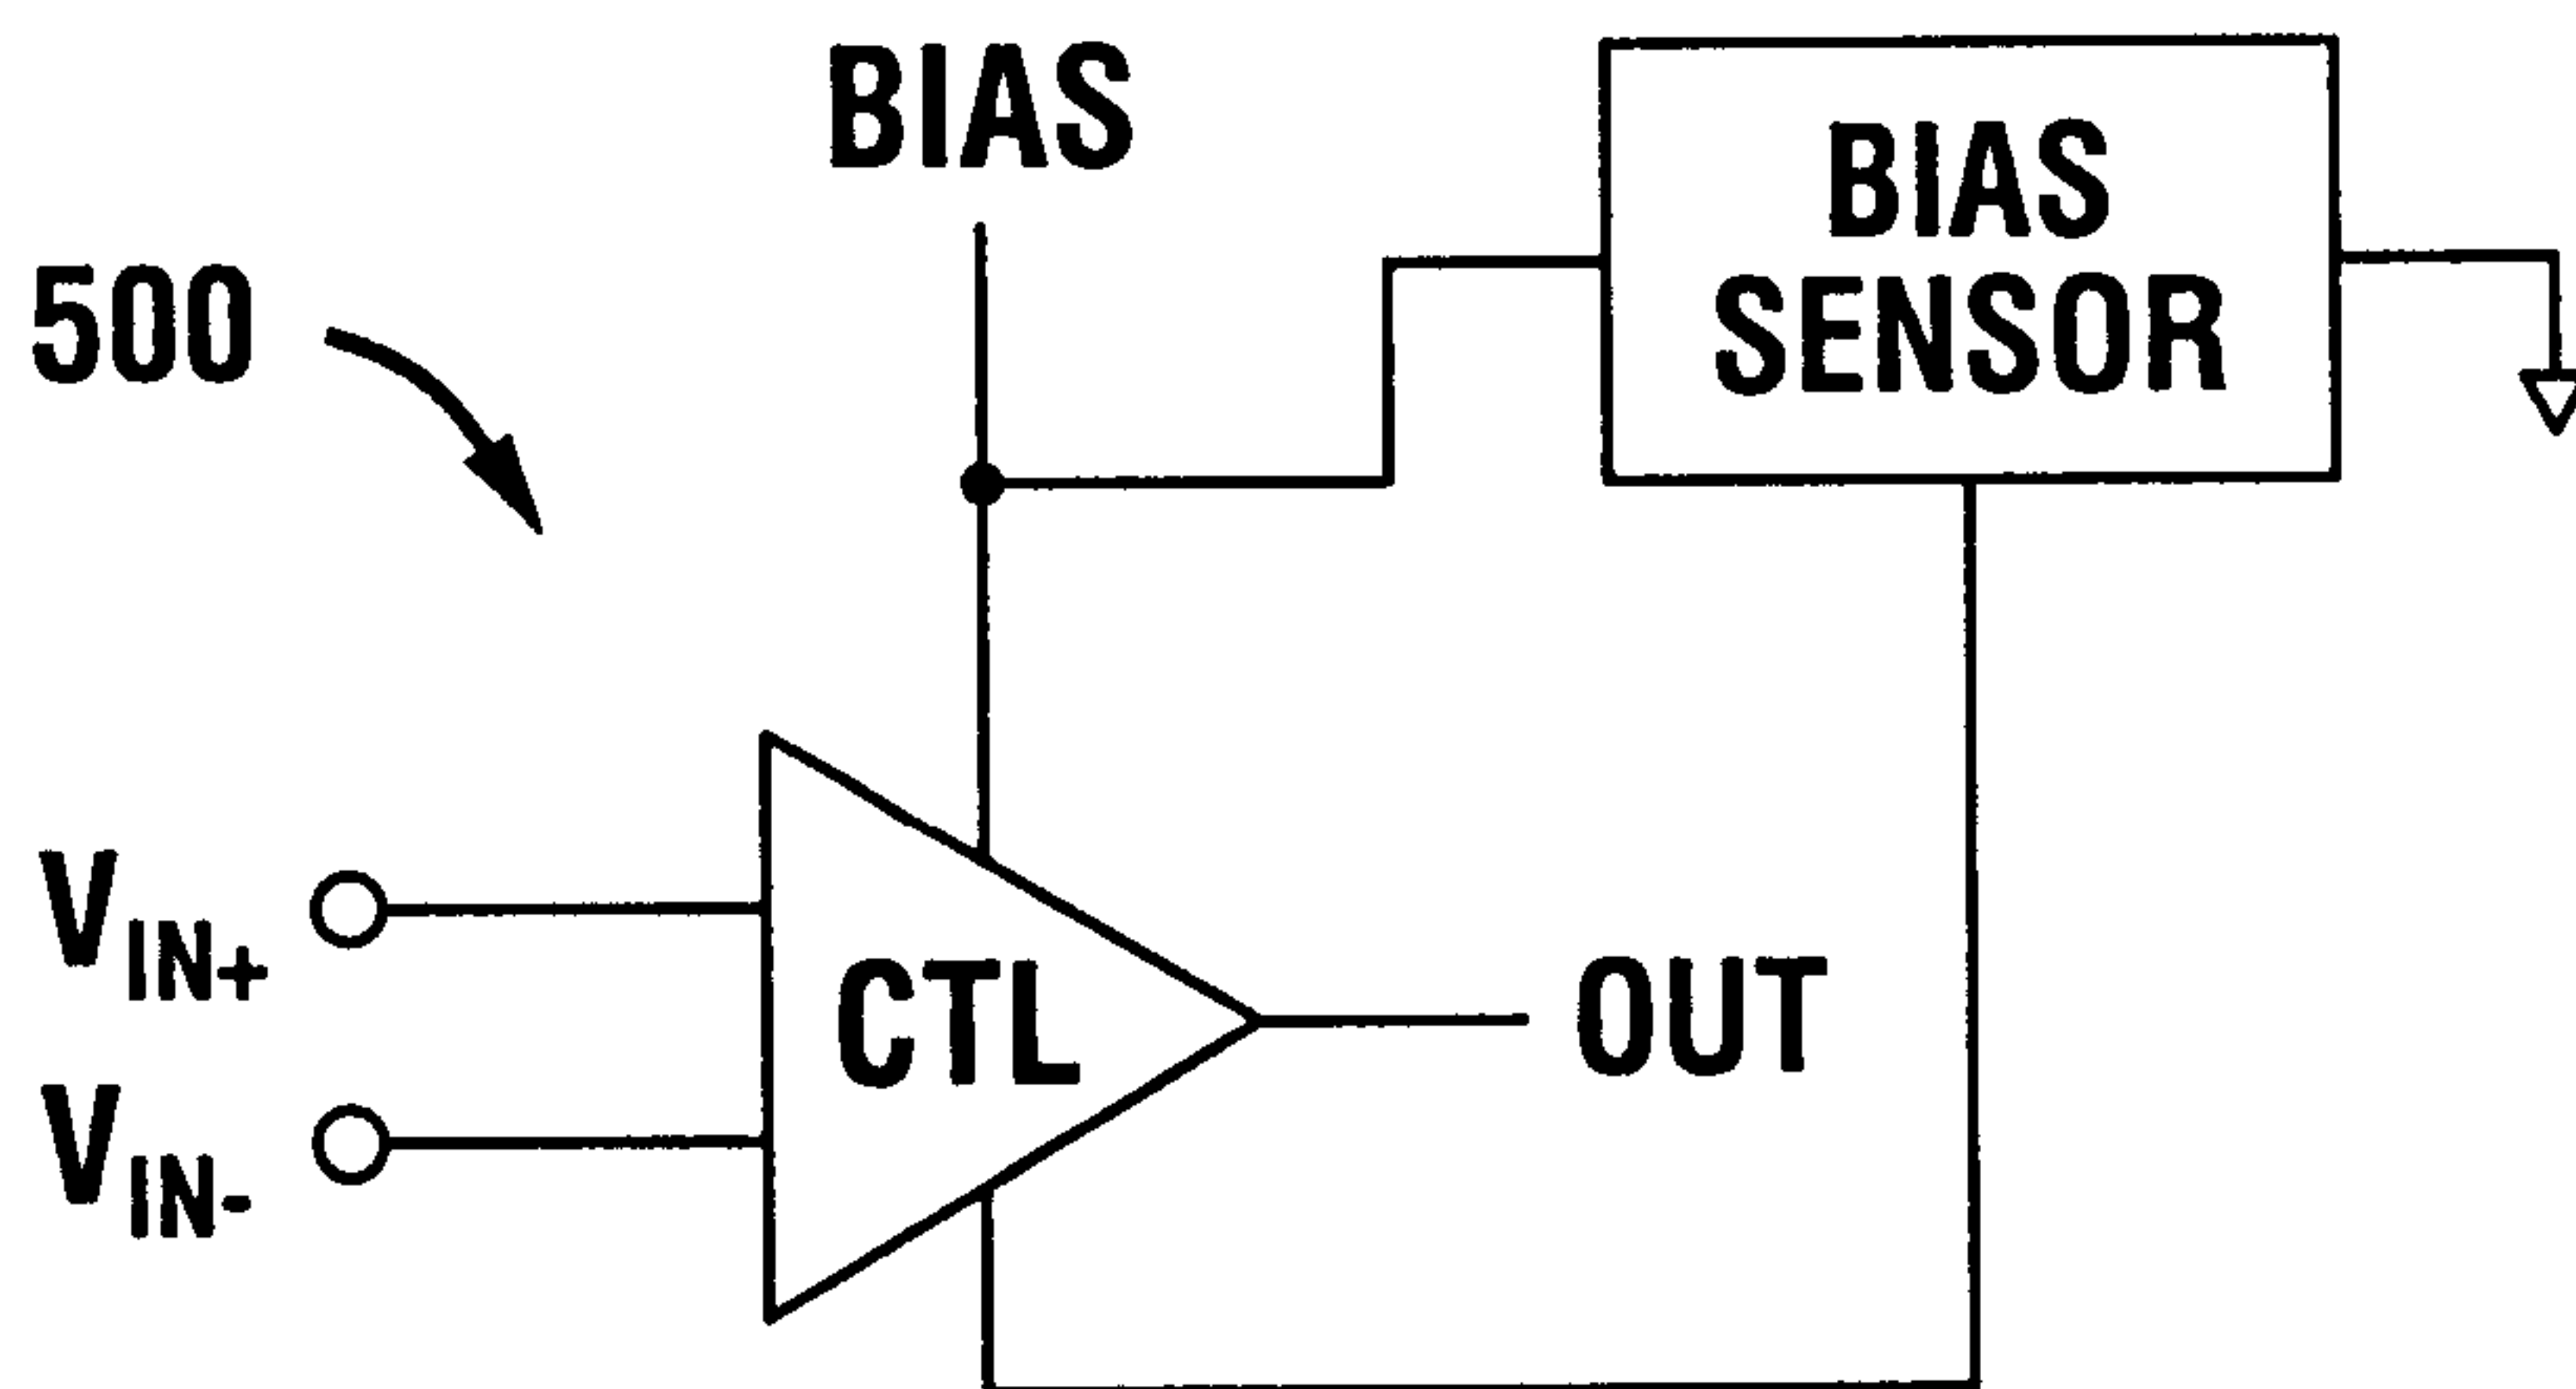 BIAS
BIAS
SENSOR
500
VIN+
CTL
OUT
VIN-